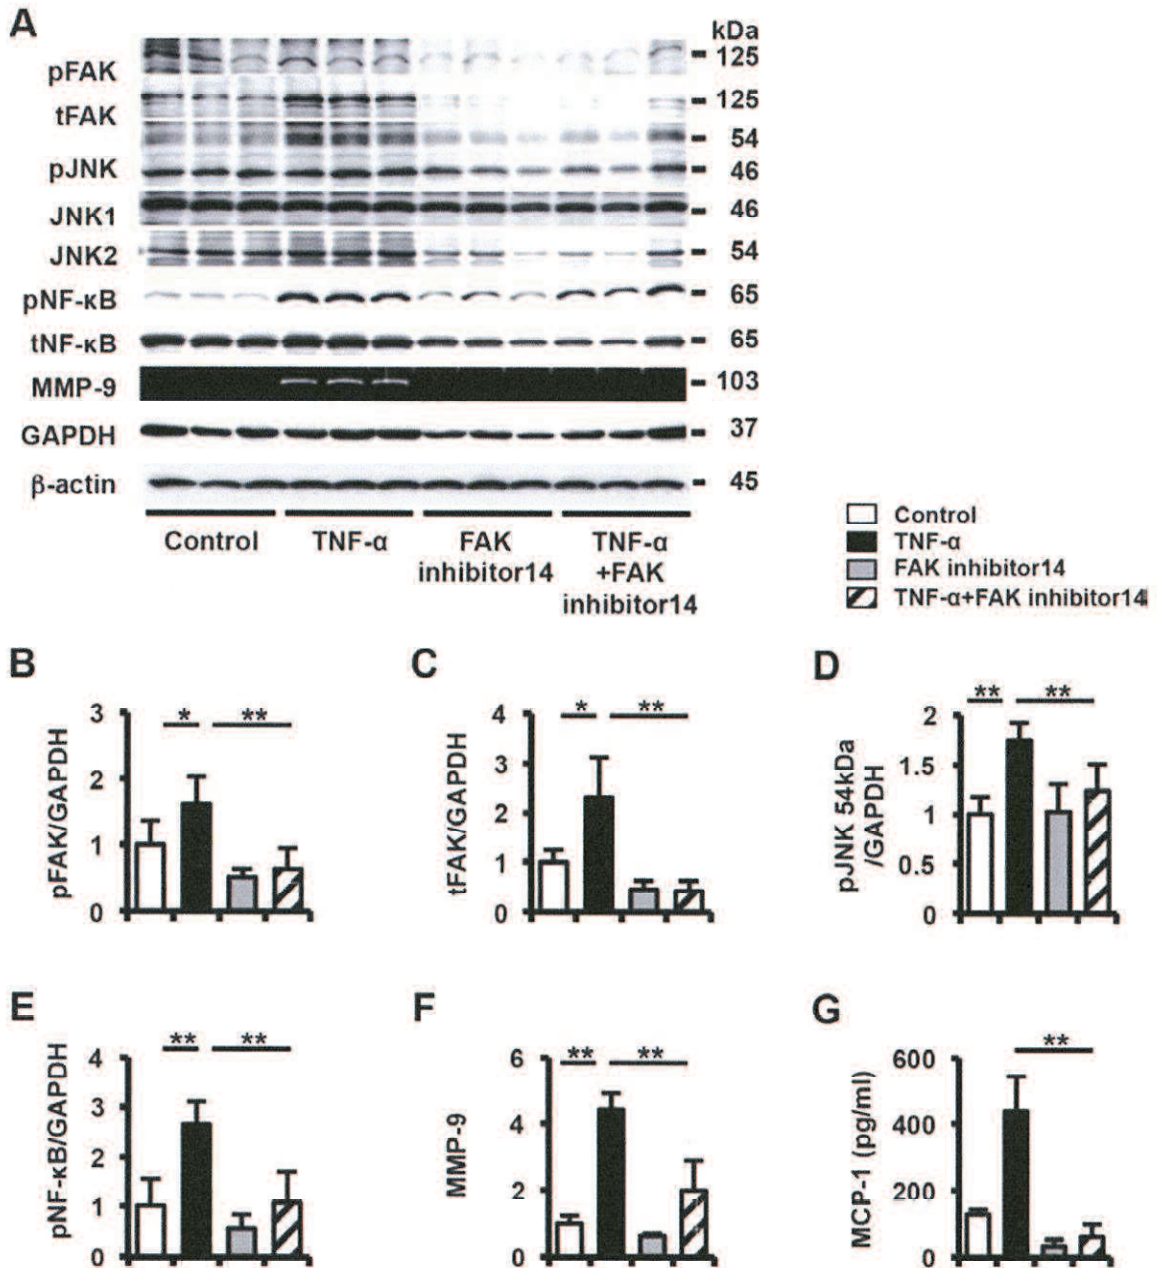 A
kDa
pFAK
125
tFAK
125
54
pJNK
46
JNK1
46
JNK2
54
pNF-κB
65
tNF-κB
65
MMP-9
103
GAPDH
37
β-actin
45
Control
TNF-α
FAK
inhibitor14
TNF-α
+FAK
inhibitor14
Control
TNF-α
FAK inhibitor14
TNF-α+FAK inhibitor14
B
pFAK/GAPDH
3
2
1
0
*
**
C
tFAK/GAPDH
4
3
2
1
0
*
**
D
pJNK 54kDa
/GAPDH
2
1.5
1
0.5
0
**
**
E
pNF-κB/GAPDH
4
3
2
1
0
**
**
F
MMP-9
6
4
2
0
**
**
G
MCP-1 (pg/ml)
600
400
200
0
**